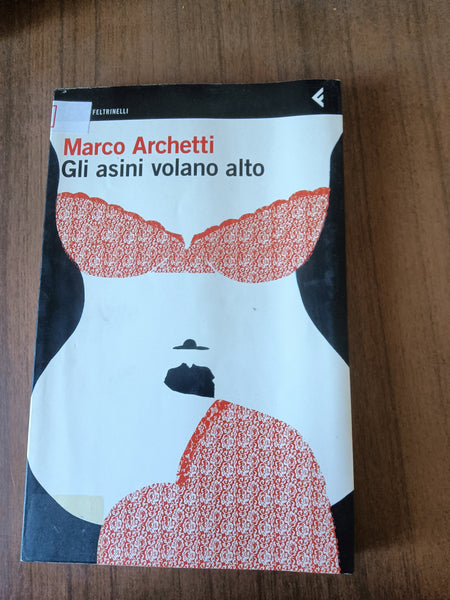 FELTRINELLI
Marco Archetti
Gli asini volano alto